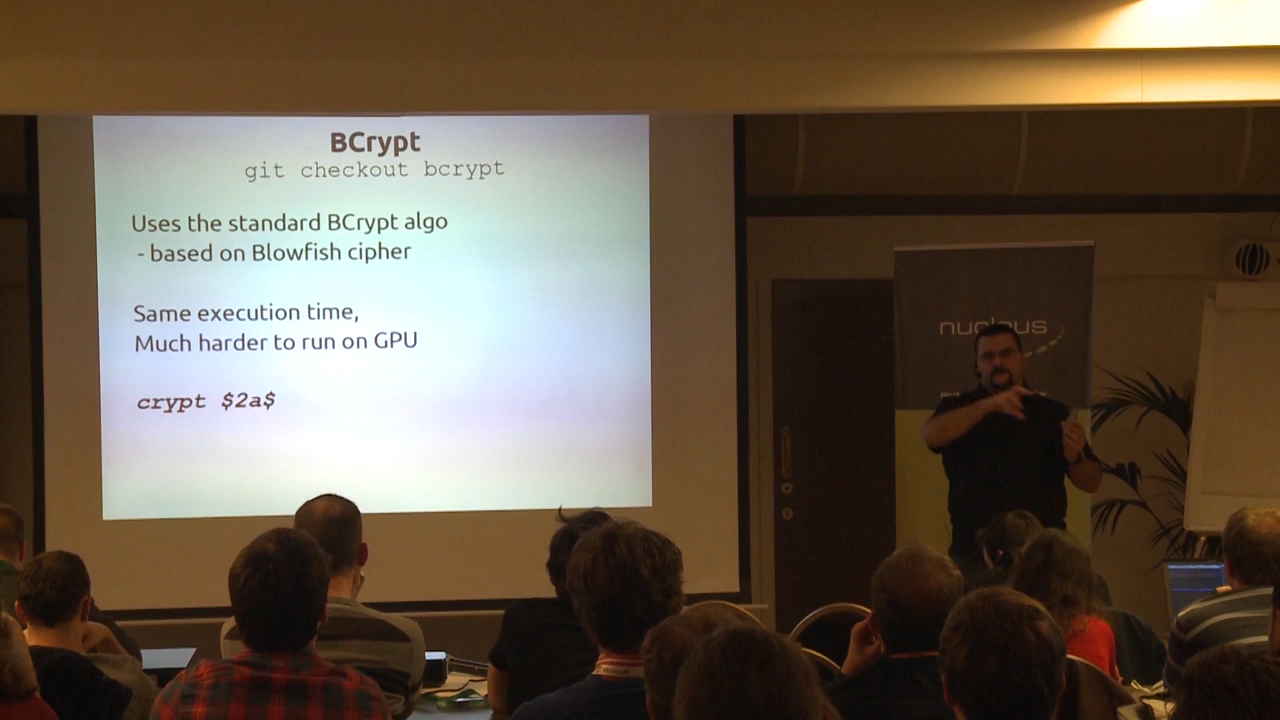 BCrypt
git checkout bcrypt
Uses the standard BCrypt algo
- based on Blowfish cipher
Same execution time,
Much harder to run on GPU
crypt $2a$
nucleus